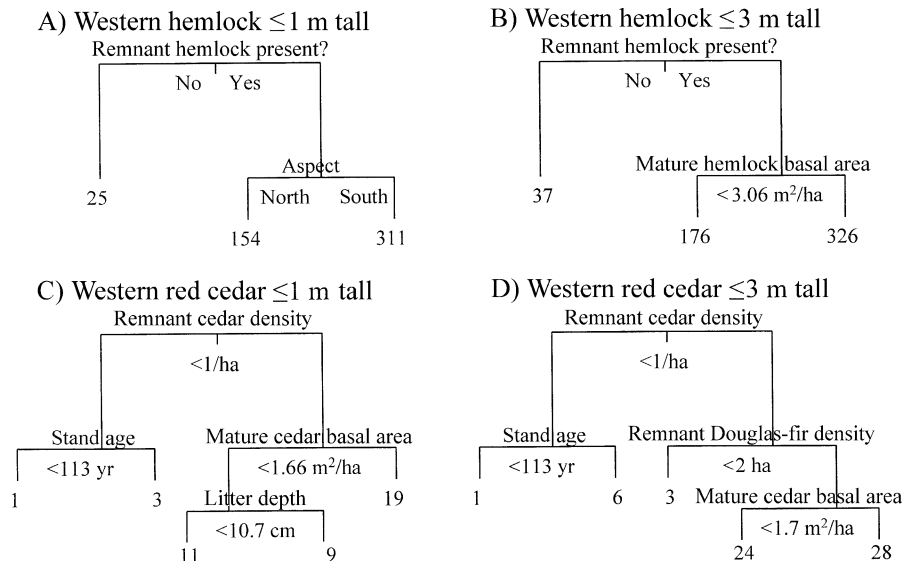 A) Western hemlock ≤1 m tall
Remnant hemlock present?
No Yes
25
Aspect
North South
154 311
B) Western hemlock ≤3 m tall
Remnant hemlock present?
No Yes
37
Mature hemlock basal area
<3.06 m²/ha
176 326
C) Western red cedar ≤1 m tall
Remnant cedar density
<1/ha
Stand age
<113 yr
1 3
Mature cedar basal area
<1.66 m²/ha
19
Litter depth
<10.7 cm
11 9
D) Western red cedar ≤3 m tall
Remnant cedar density
<1/ha
Stand age
<113 yr
1 6
Remnant Douglas-fir density
<2 ha
3
Mature cedar basal area
<1.7 m²/ha
24 28